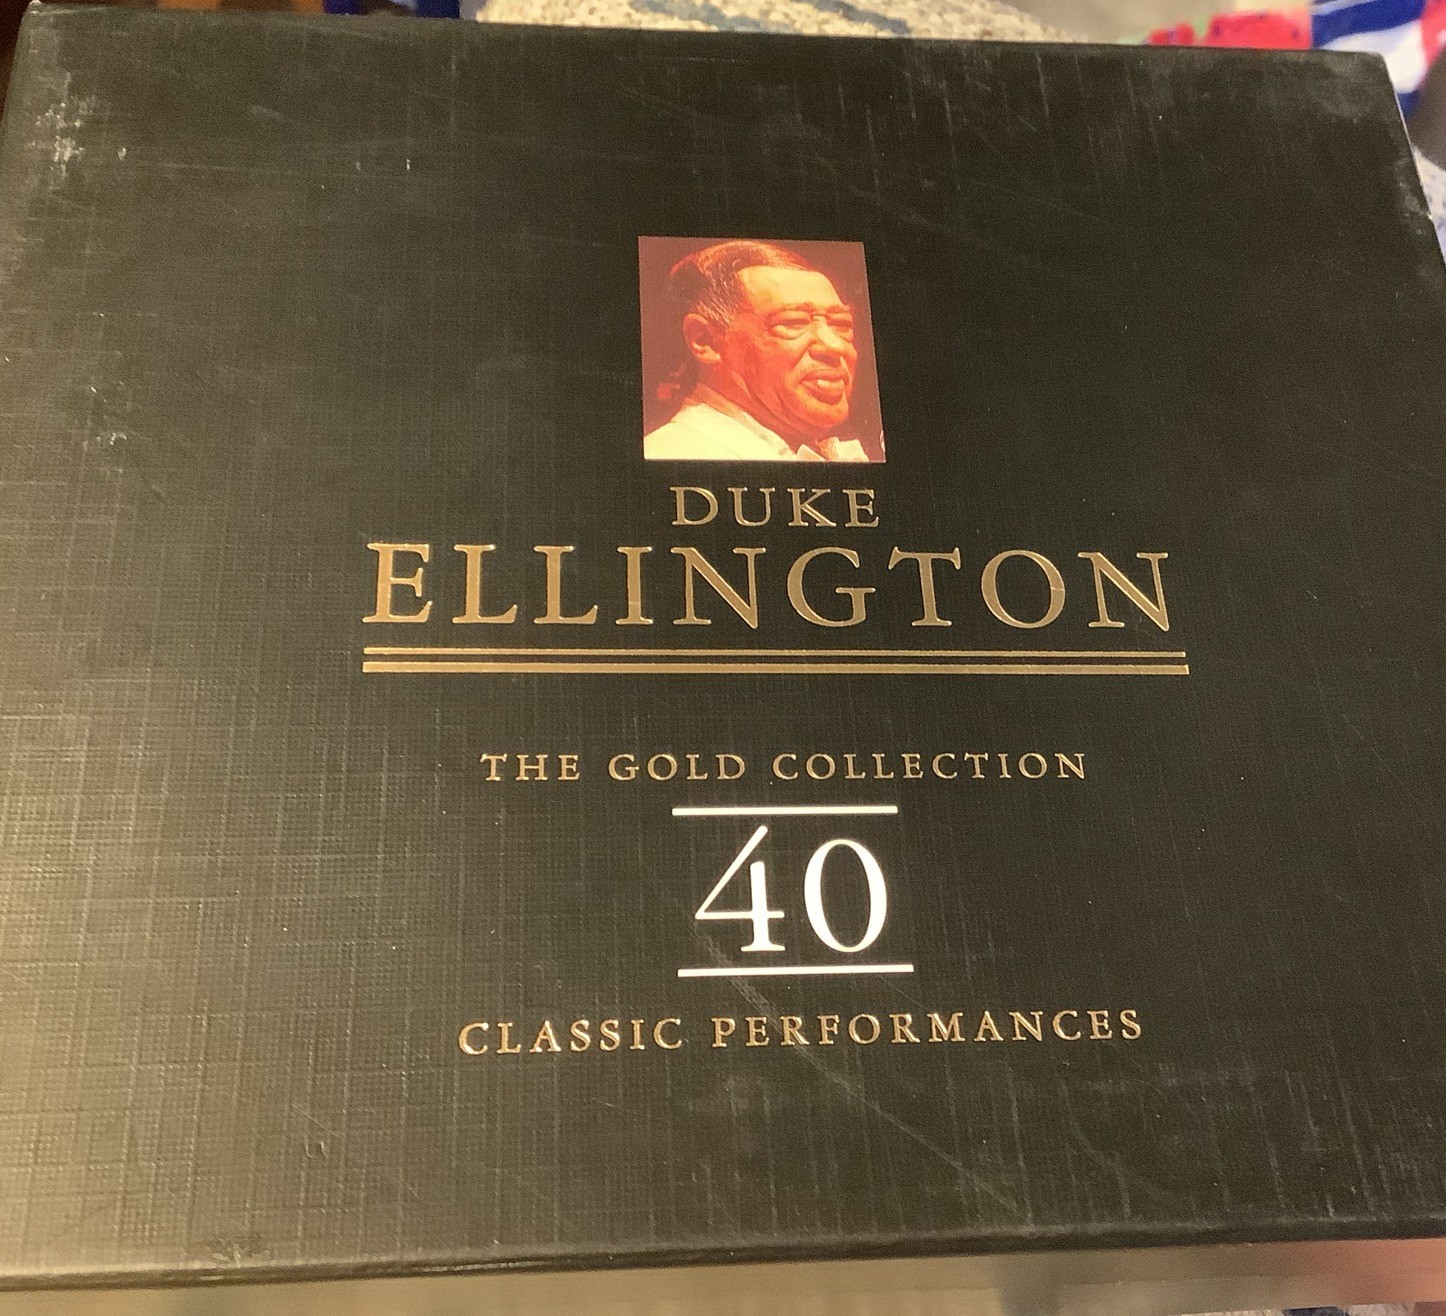 DUKE
ELLINGTON
THE GOLD COLLECTION
40
CLASSIC PERFORMANCES